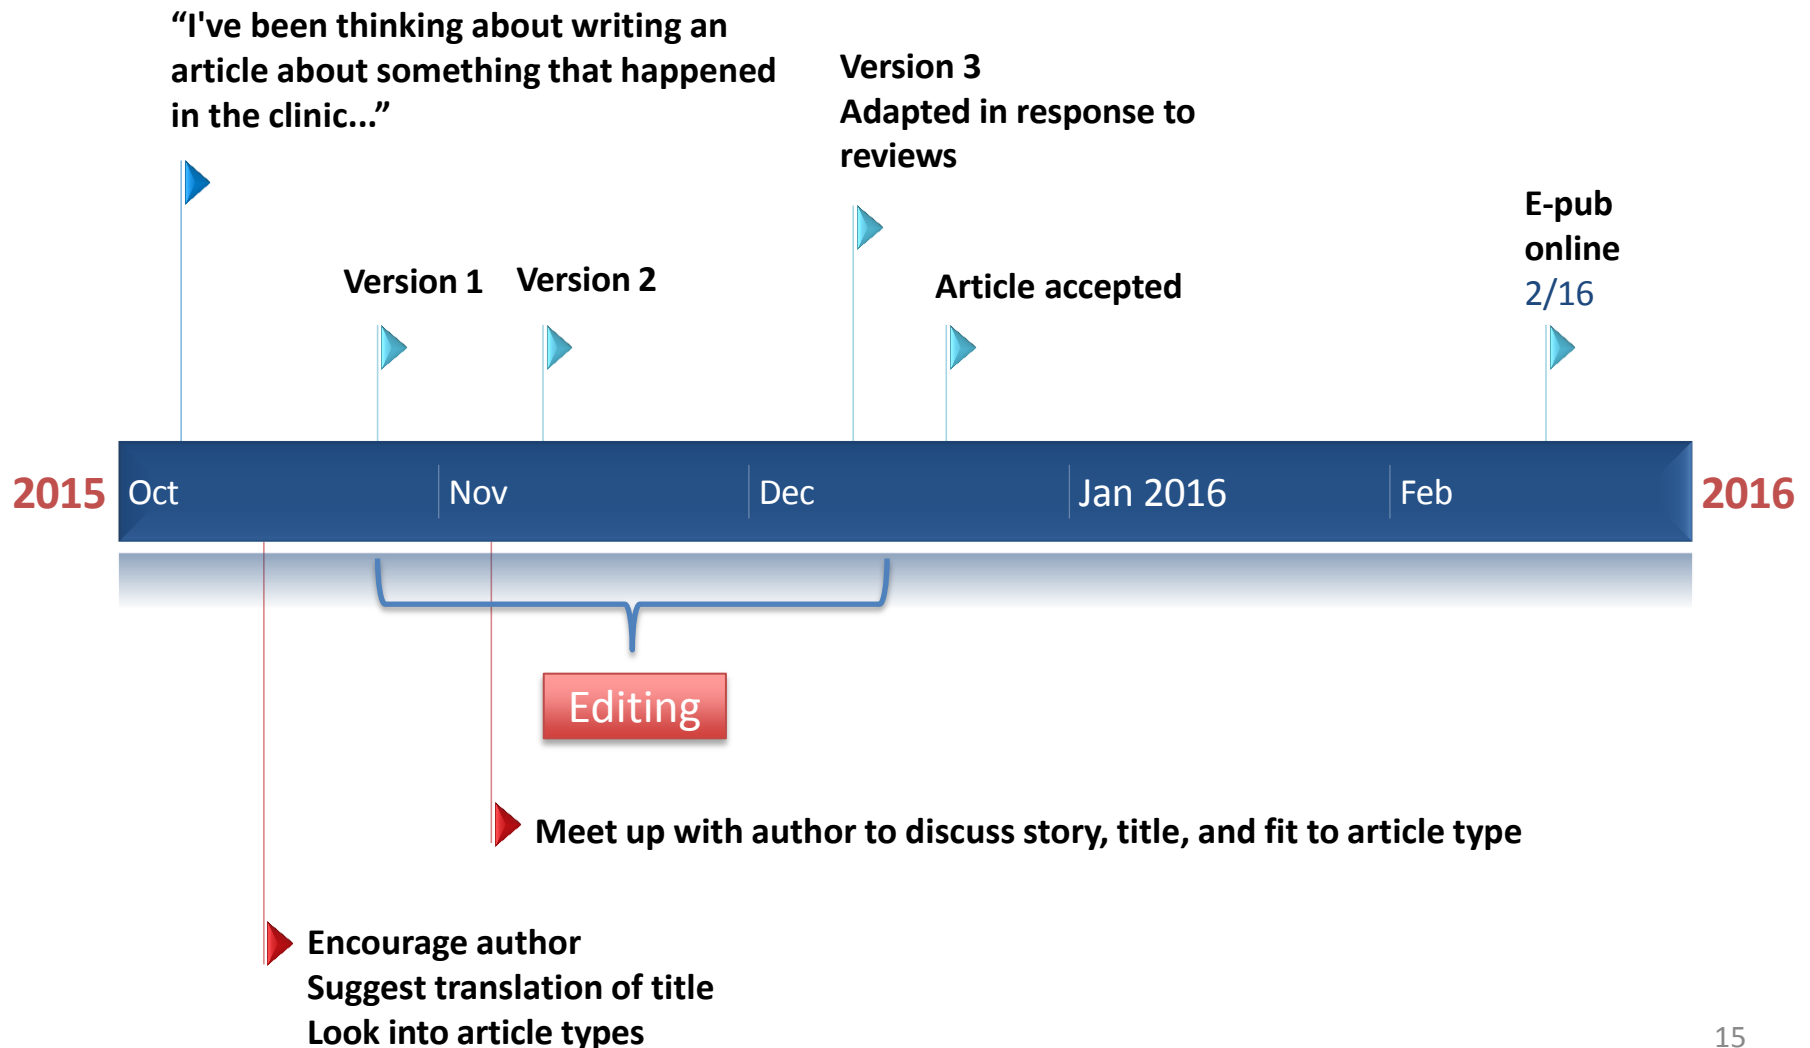 “I've been thinking about writing an
article about something that happened
in the clinic...”
Version 3
Adapted in response to
reviews
E-pub
online
2/16
Version 1
Version 2
Article accepted
2015
Oct
Nov
Dec
Jan 2016
Feb
2016
Editing
Meet up with author to discuss story, title, and fit to article type
Encourage author
Suggest translation of title
Look into article types
15